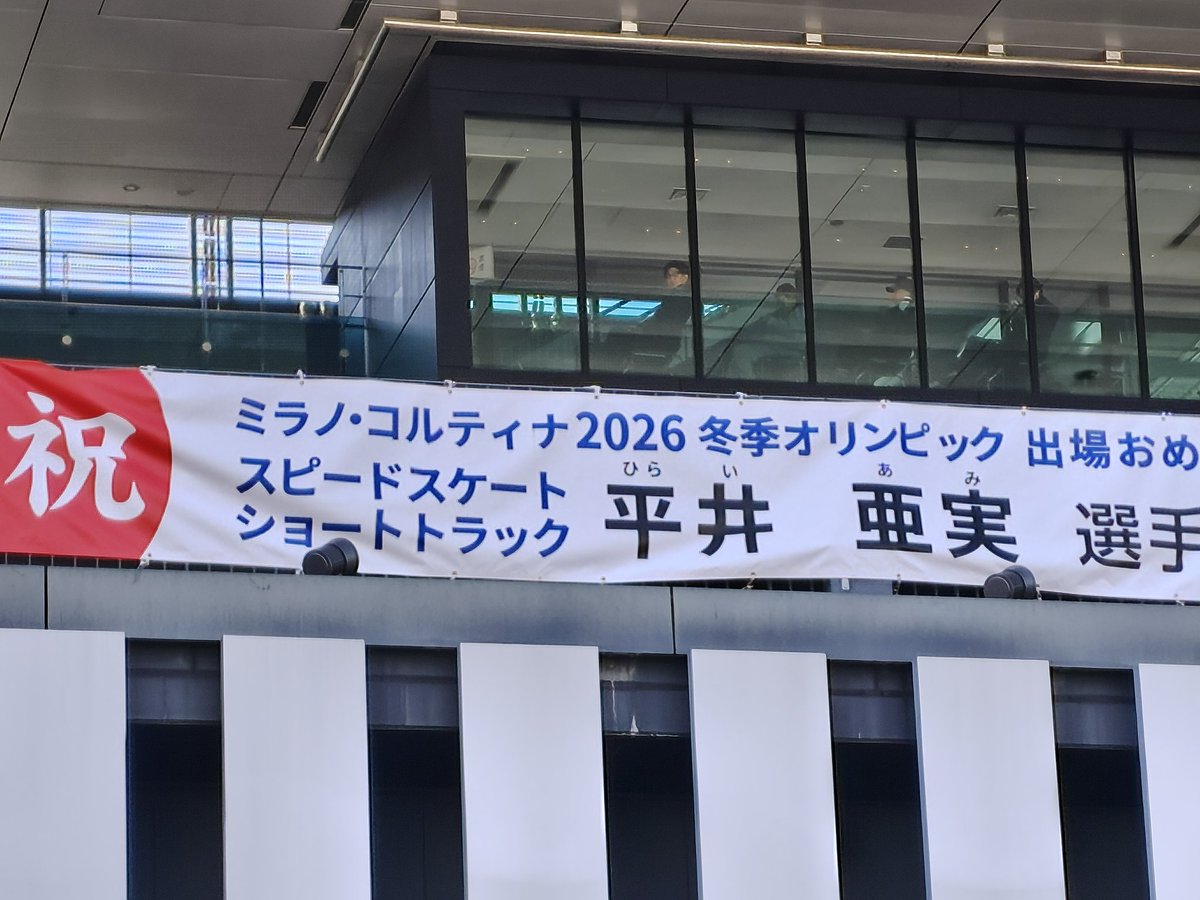 祝
ミラノ・コルティナ2026 冬季オリンピック 出場おめ
スピードスケート
ショートトラック
ひら い あ み
平井 亜実 選手